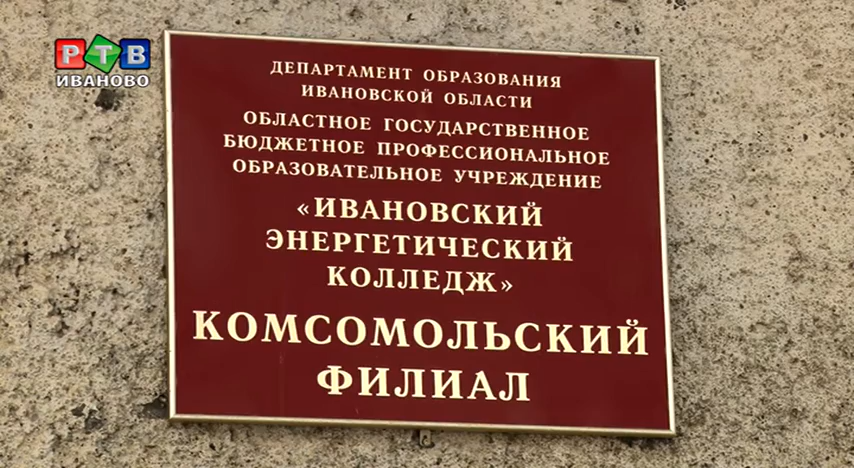 РТВ
ИВАНОВО
ДЕПАРТАМЕНТ ОБРАЗОВАНИЯ
ИВАНОВСКОЙ ОБЛАСТИ
ОБЛАСТНОЕ ГОСУДАРСТВЕННОЕ
БЮДЖЕТНОЕ ПРОФЕССИОНАЛЬНОЕ
ОБРАЗОВАТЕЛЬНОЕ УЧРЕЖДЕНИЕ
«ИВАНОВСКИЙ
ЭНЕРГЕТИЧЕСКИЙ
КОЛЛЕДЖ»
КОМСОМОЛЬСКИЙ
ФИЛИАЛ